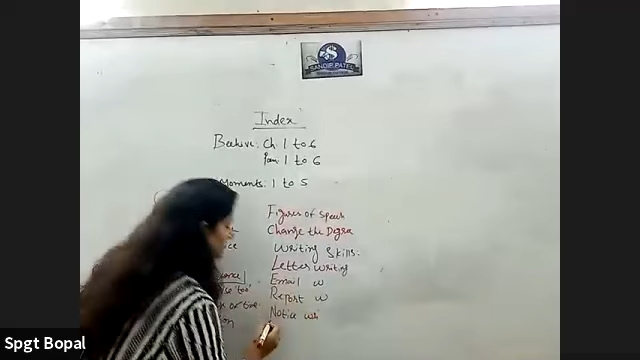 SANDIP PATEL
Index
Beehive: Ch. 1 to 6
Poem 1 to 6
Moments: 1 to 5
Figures of Speech
Change the Degree
Writing Skills:
Letter writing
Email w
Report w
Notice wri
Spgt Bopal